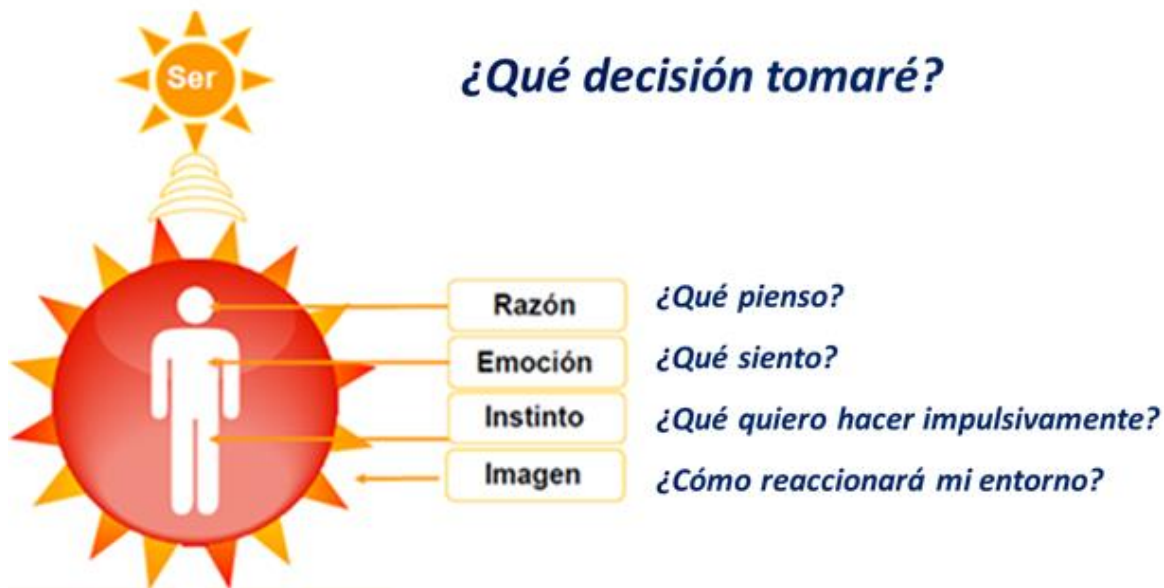 Ser
¿Qué decisión tomaré?
Razón
¿Qué pienso?
Emoción
¿Qué siento?
Instinto
¿Qué quiero hacer impulsivamente?
Imagen
¿Cómo reaccionará mi entorno?